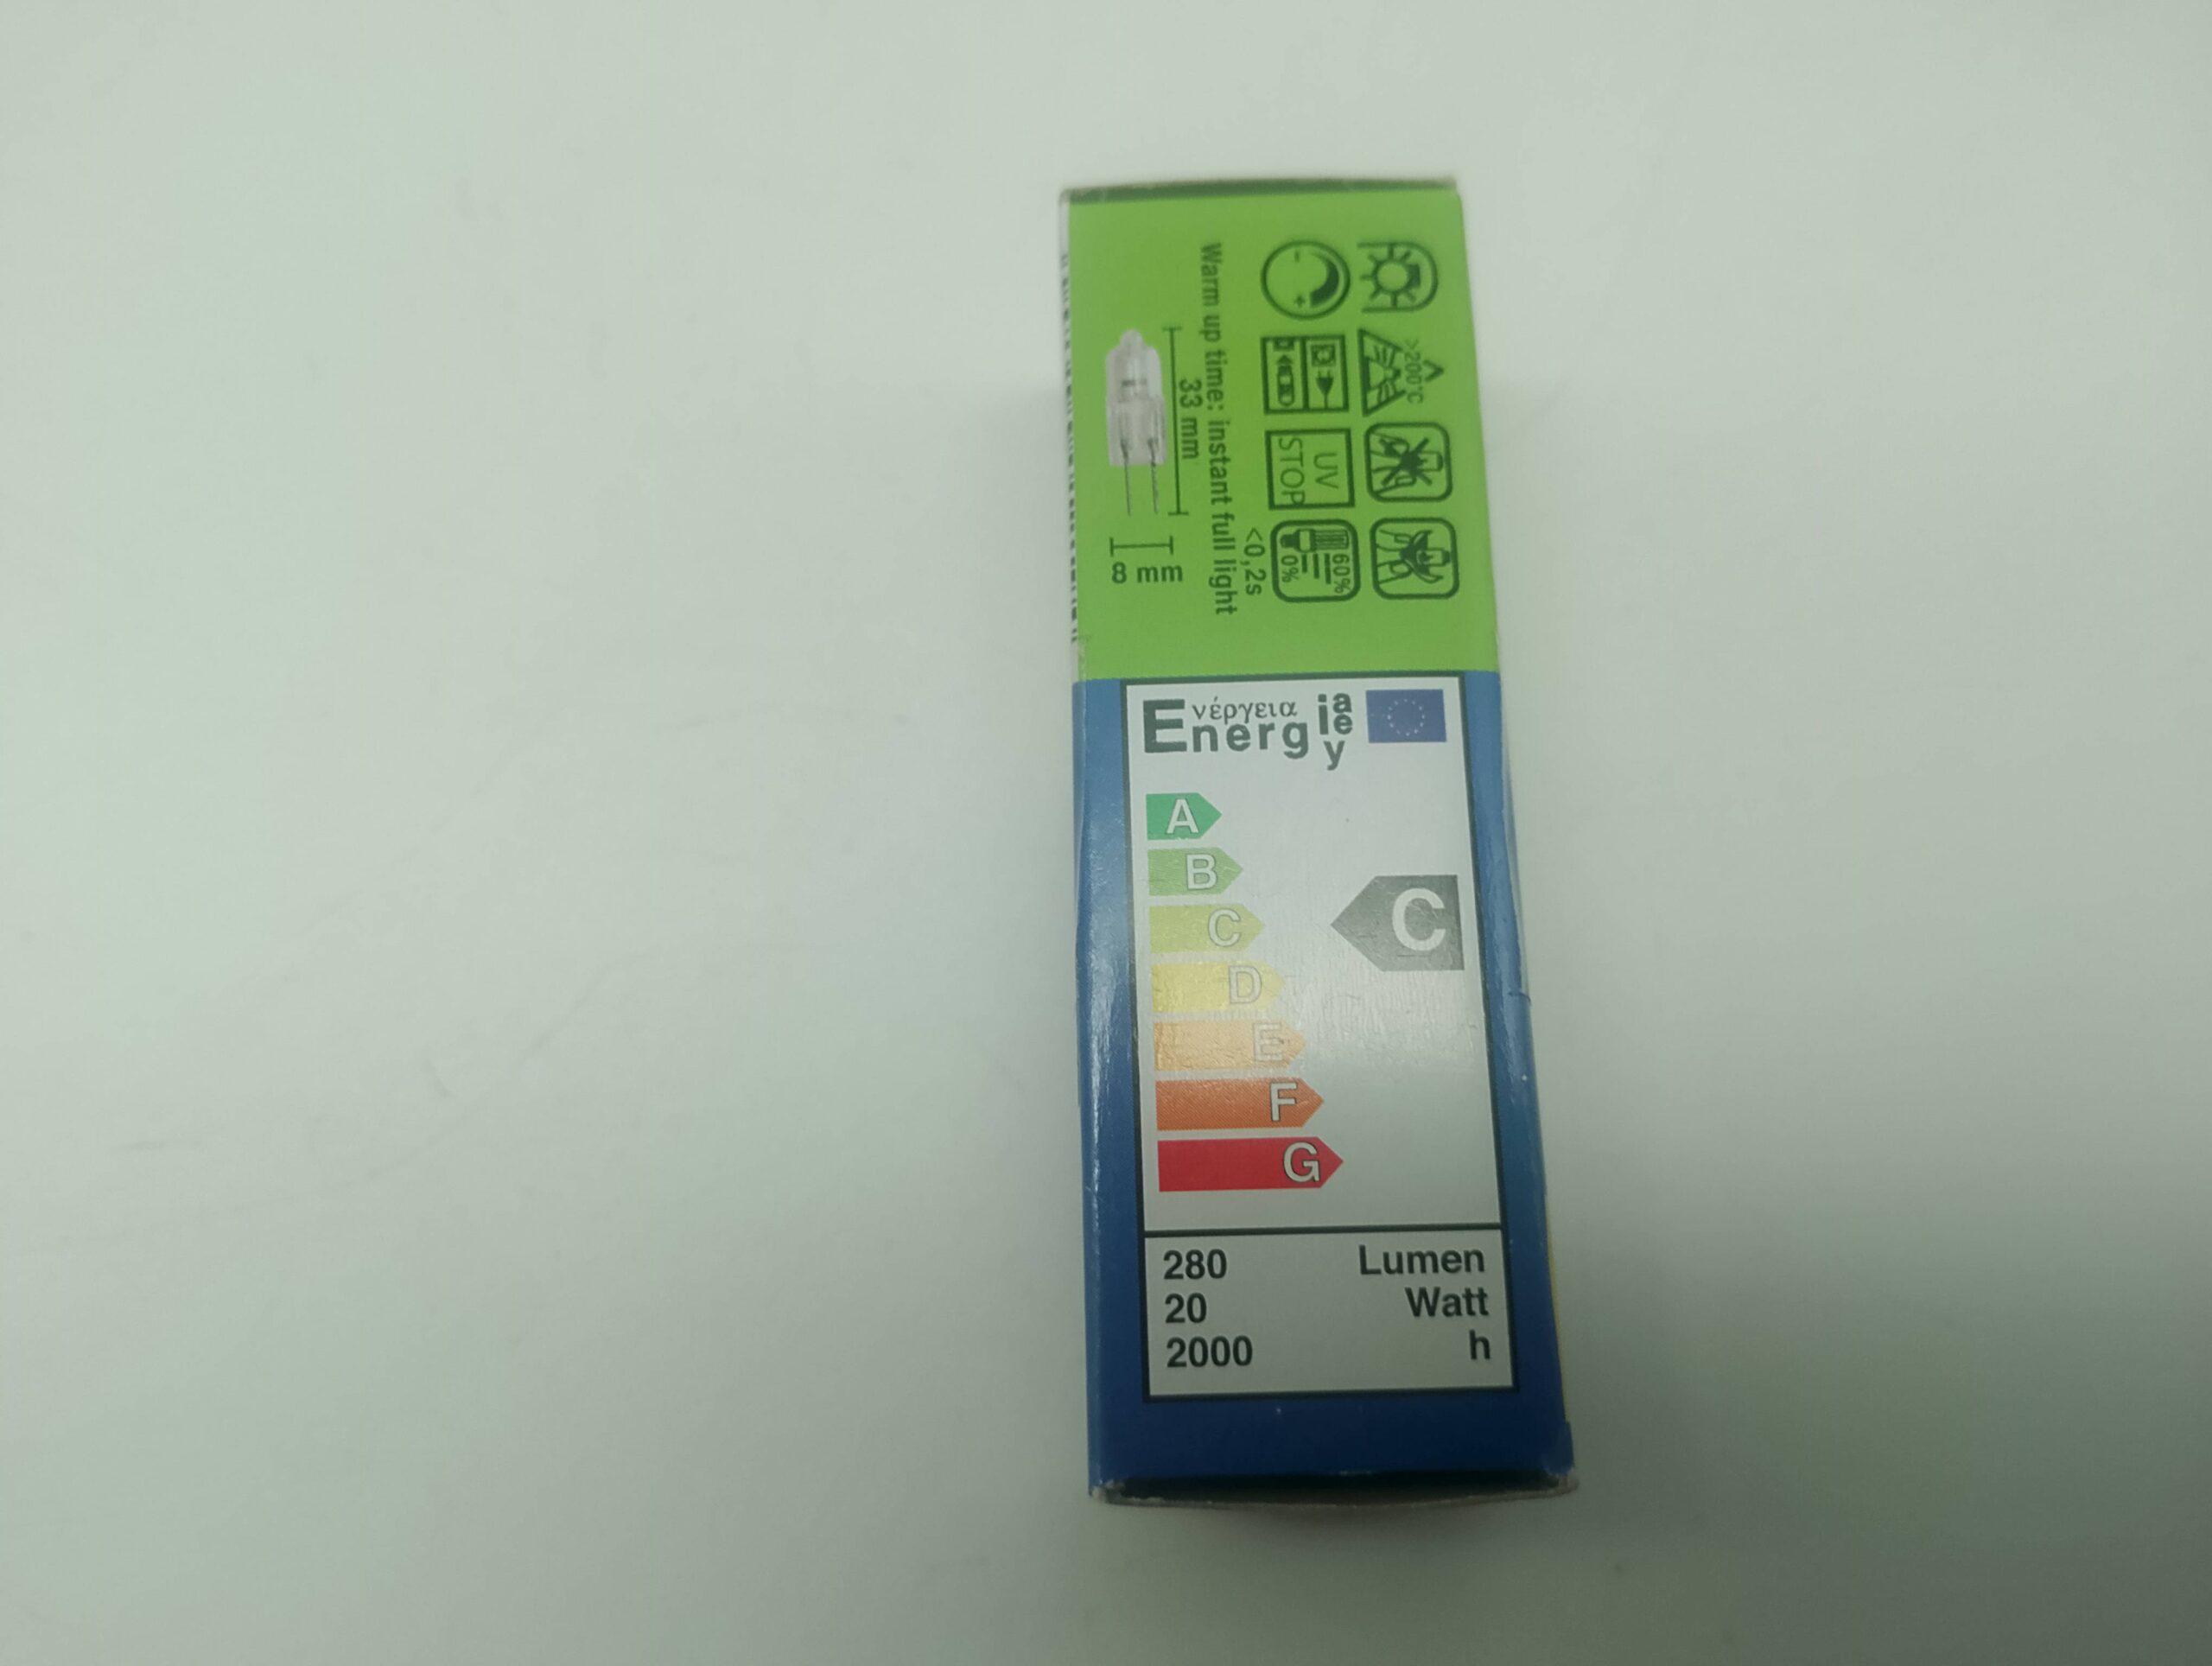 >200°C
UV
STOP
60%
0%
<0,2s
Warm up time: instant full light
33 mm
8 mm
Eνέργεια
Energ ia ie y
A
B
C
C
D
E
F
G
280 Lumen
20 Watt
2000 h